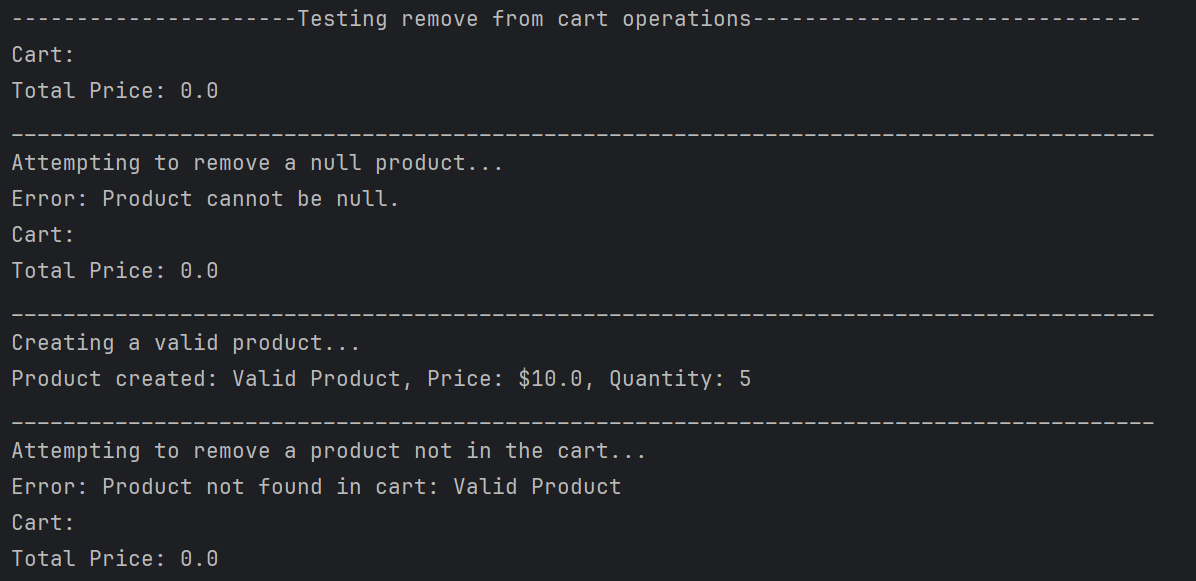 ----------------------Testing remove from cart operations------------------------------
Cart:
Total Price: 0.0
________________________________________________________________________________________
Attempting to remove a null product...
Error: Product cannot be null.
Cart:
Total Price: 0.0
________________________________________________________________________________________
Creating a valid product...
Product created: Valid Product, Price: $10.0, Quantity: 5
________________________________________________________________________________________
Attempting to remove a product not in the cart...
Error: Product not found in cart: Valid Product
Cart:
Total Price: 0.0